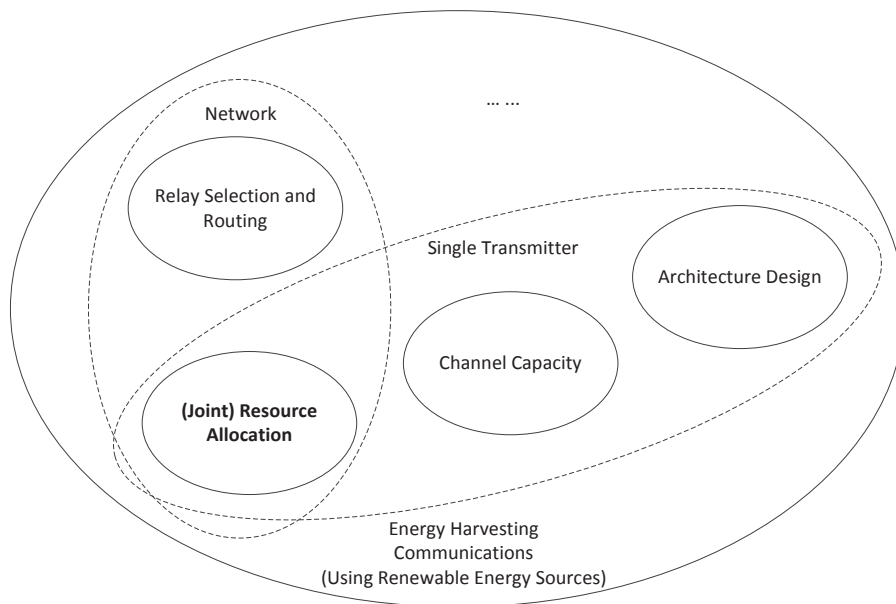 ... ...
Network
Relay Selection and
Routing
Single Transmitter
Architecture Design
Channel Capacity
(Joint) Resource
Allocation
Energy Harvesting
Communications
(Using Renewable Energy Sources)